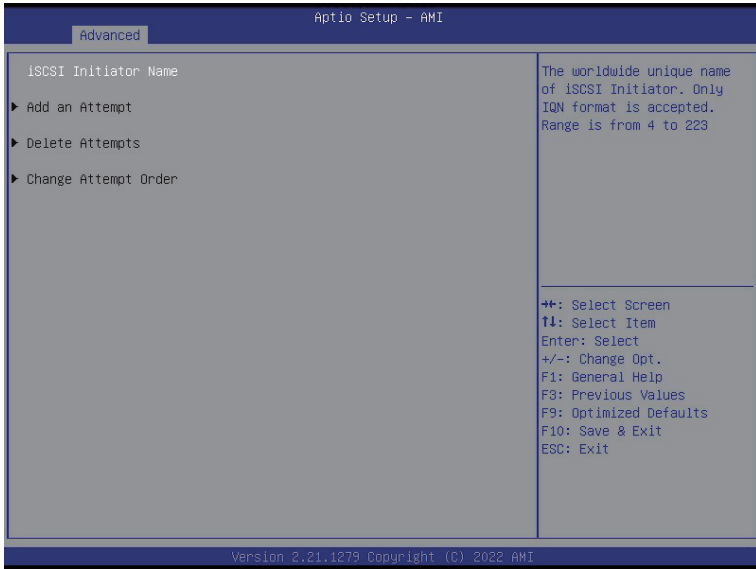 Aptio Setup – AMI
Advanced
iSCSI Initiator Name
▶ Add an Attempt
▶ Delete Attempts
▶ Change Attempt Order
The worldwide unique name
of iSCSI Initiator. Only
IQN format is accepted.
Range is from 4 to 223
→←: Select Screen
↑↓: Select Item
Enter: Select
+/-: Change Opt.
F1: General Help
F3: Previous Values
F9: Optimized Defaults
F10: Save & Exit
ESC: Exit
Version 2.21.1279 Copyright (C) 2022 AMI